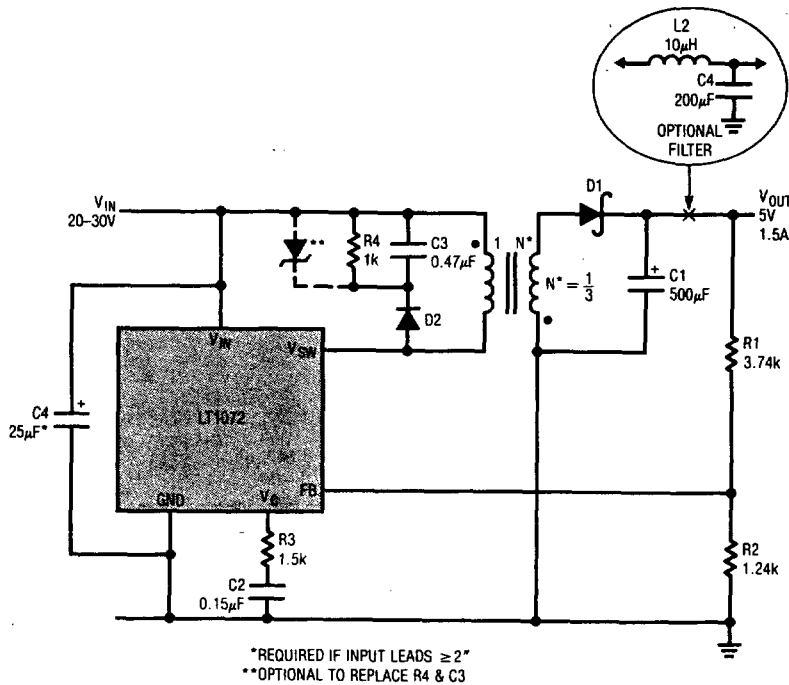 L2
10μH
C4
200μF
OPTIONAL
FILTER
VIN
20–30V
**
R4
1k
C3
0.47μF
D2
1
N*
N* = 1/3
D1
C1
500μF
+
VOUT
5V
1.5A
R1
3.74k
VIN
VSW
LT1072
C4
25μF*
+
GND
VC
FB
R3
1.5k
C2
0.15μF
R2
1.24k
*REQUIRED IF INPUT LEADS ≥ 2"
**OPTIONAL TO REPLACE R4 & C3